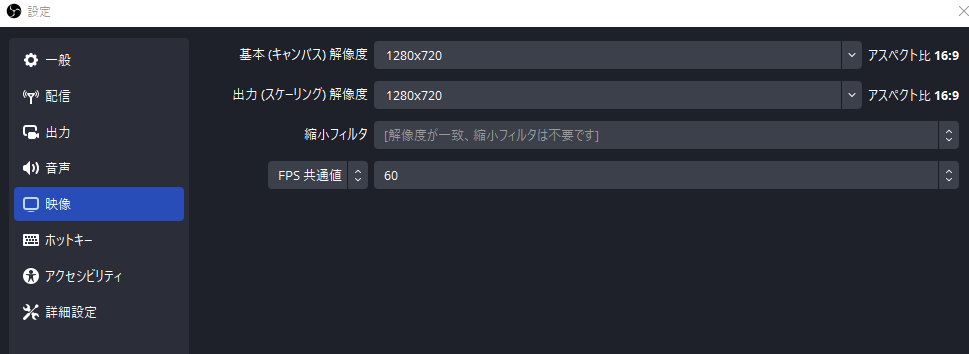 設定
一般
配信
出力
音声
映像
ホットキー
アクセシビリティ
詳細設定
基本 (キャンバス) 解像度 1280x720 アスペクト比 16:9
出力 (スケーリング) 解像度 1280x720 アスペクト比 16:9
縮小フィルタ [解像度が一致、縮小フィルタは不要です]
FPS 共通値 60